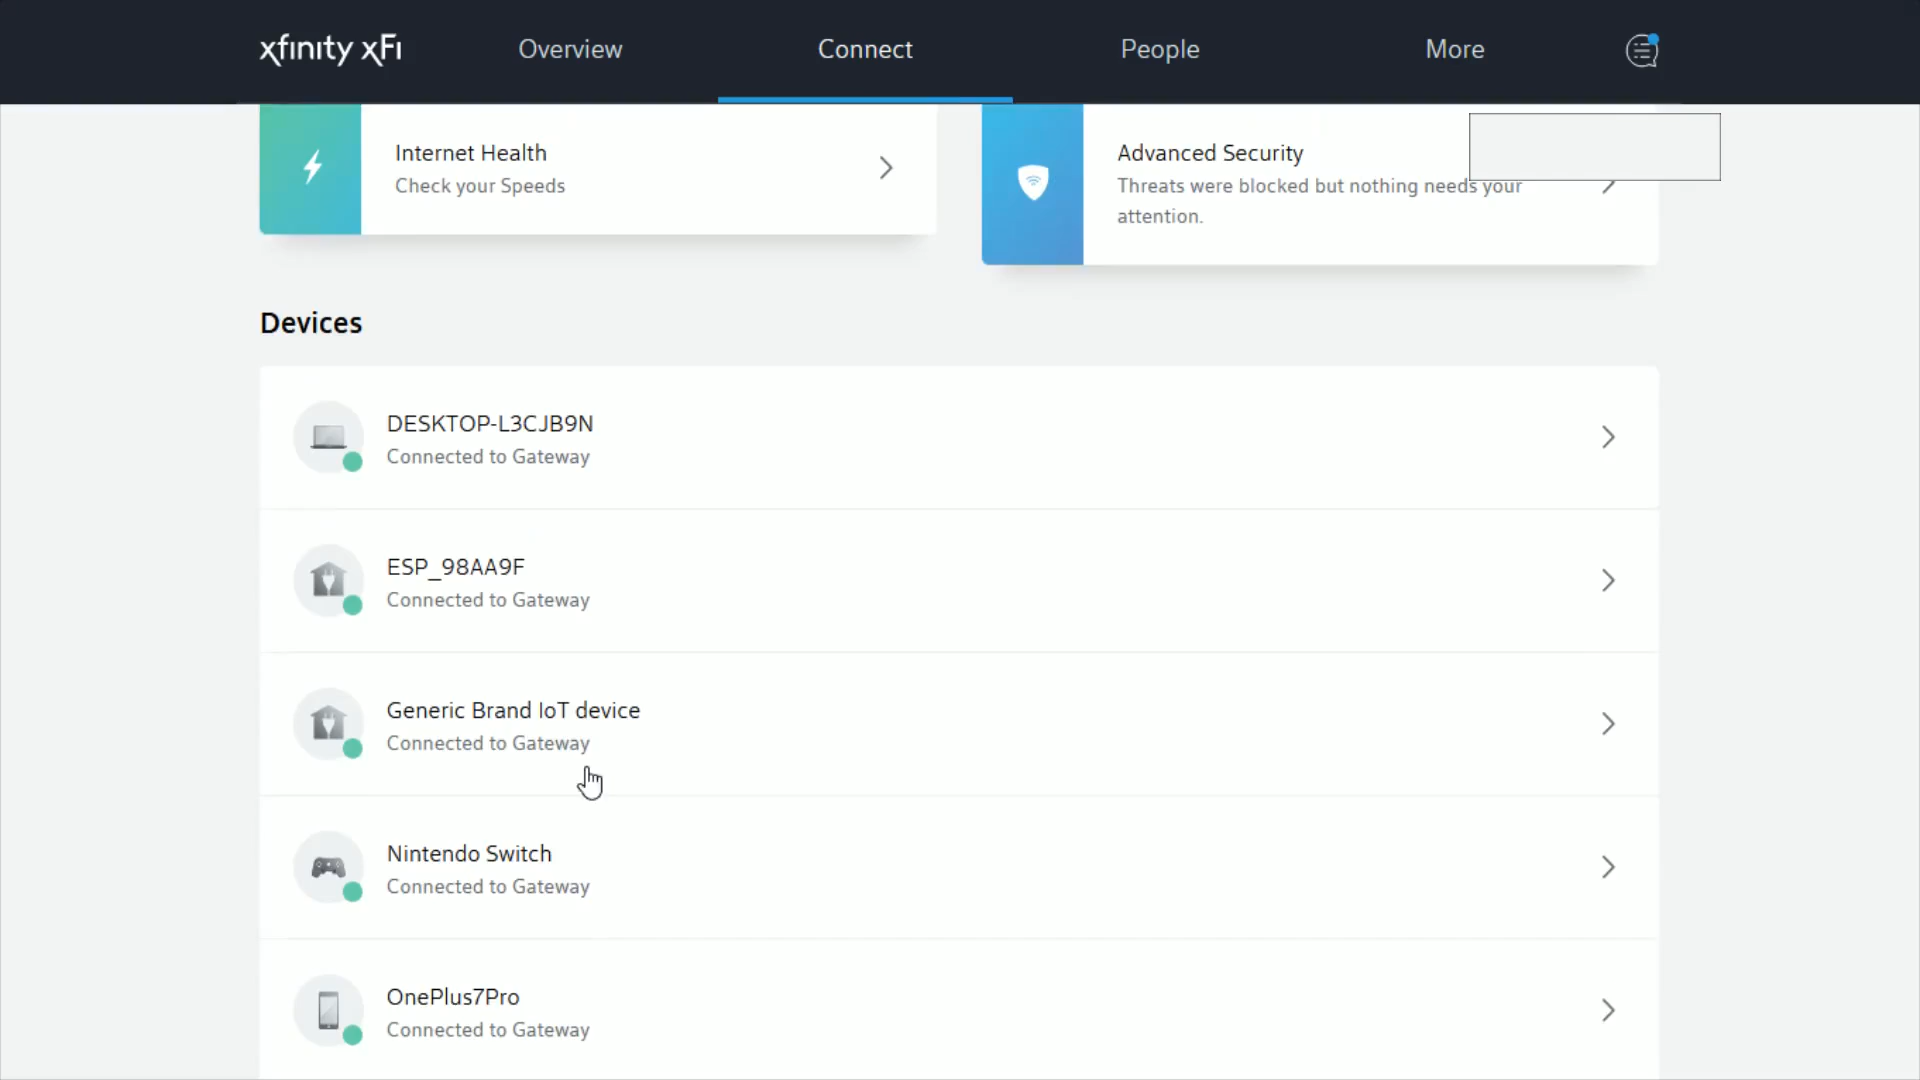 xfinity xFi
Overview
Connect
People
More
Internet Health
Check your Speeds
Advanced Security
Threats were blocked but nothing needs your
attention.
Devices
DESKTOP-L3CJB9N
Connected to Gateway
ESP_98AA9F
Connected to Gateway
Generic Brand IoT device
Connected to Gateway
Nintendo Switch
Connected to Gateway
OnePlus7Pro
Connected to Gateway